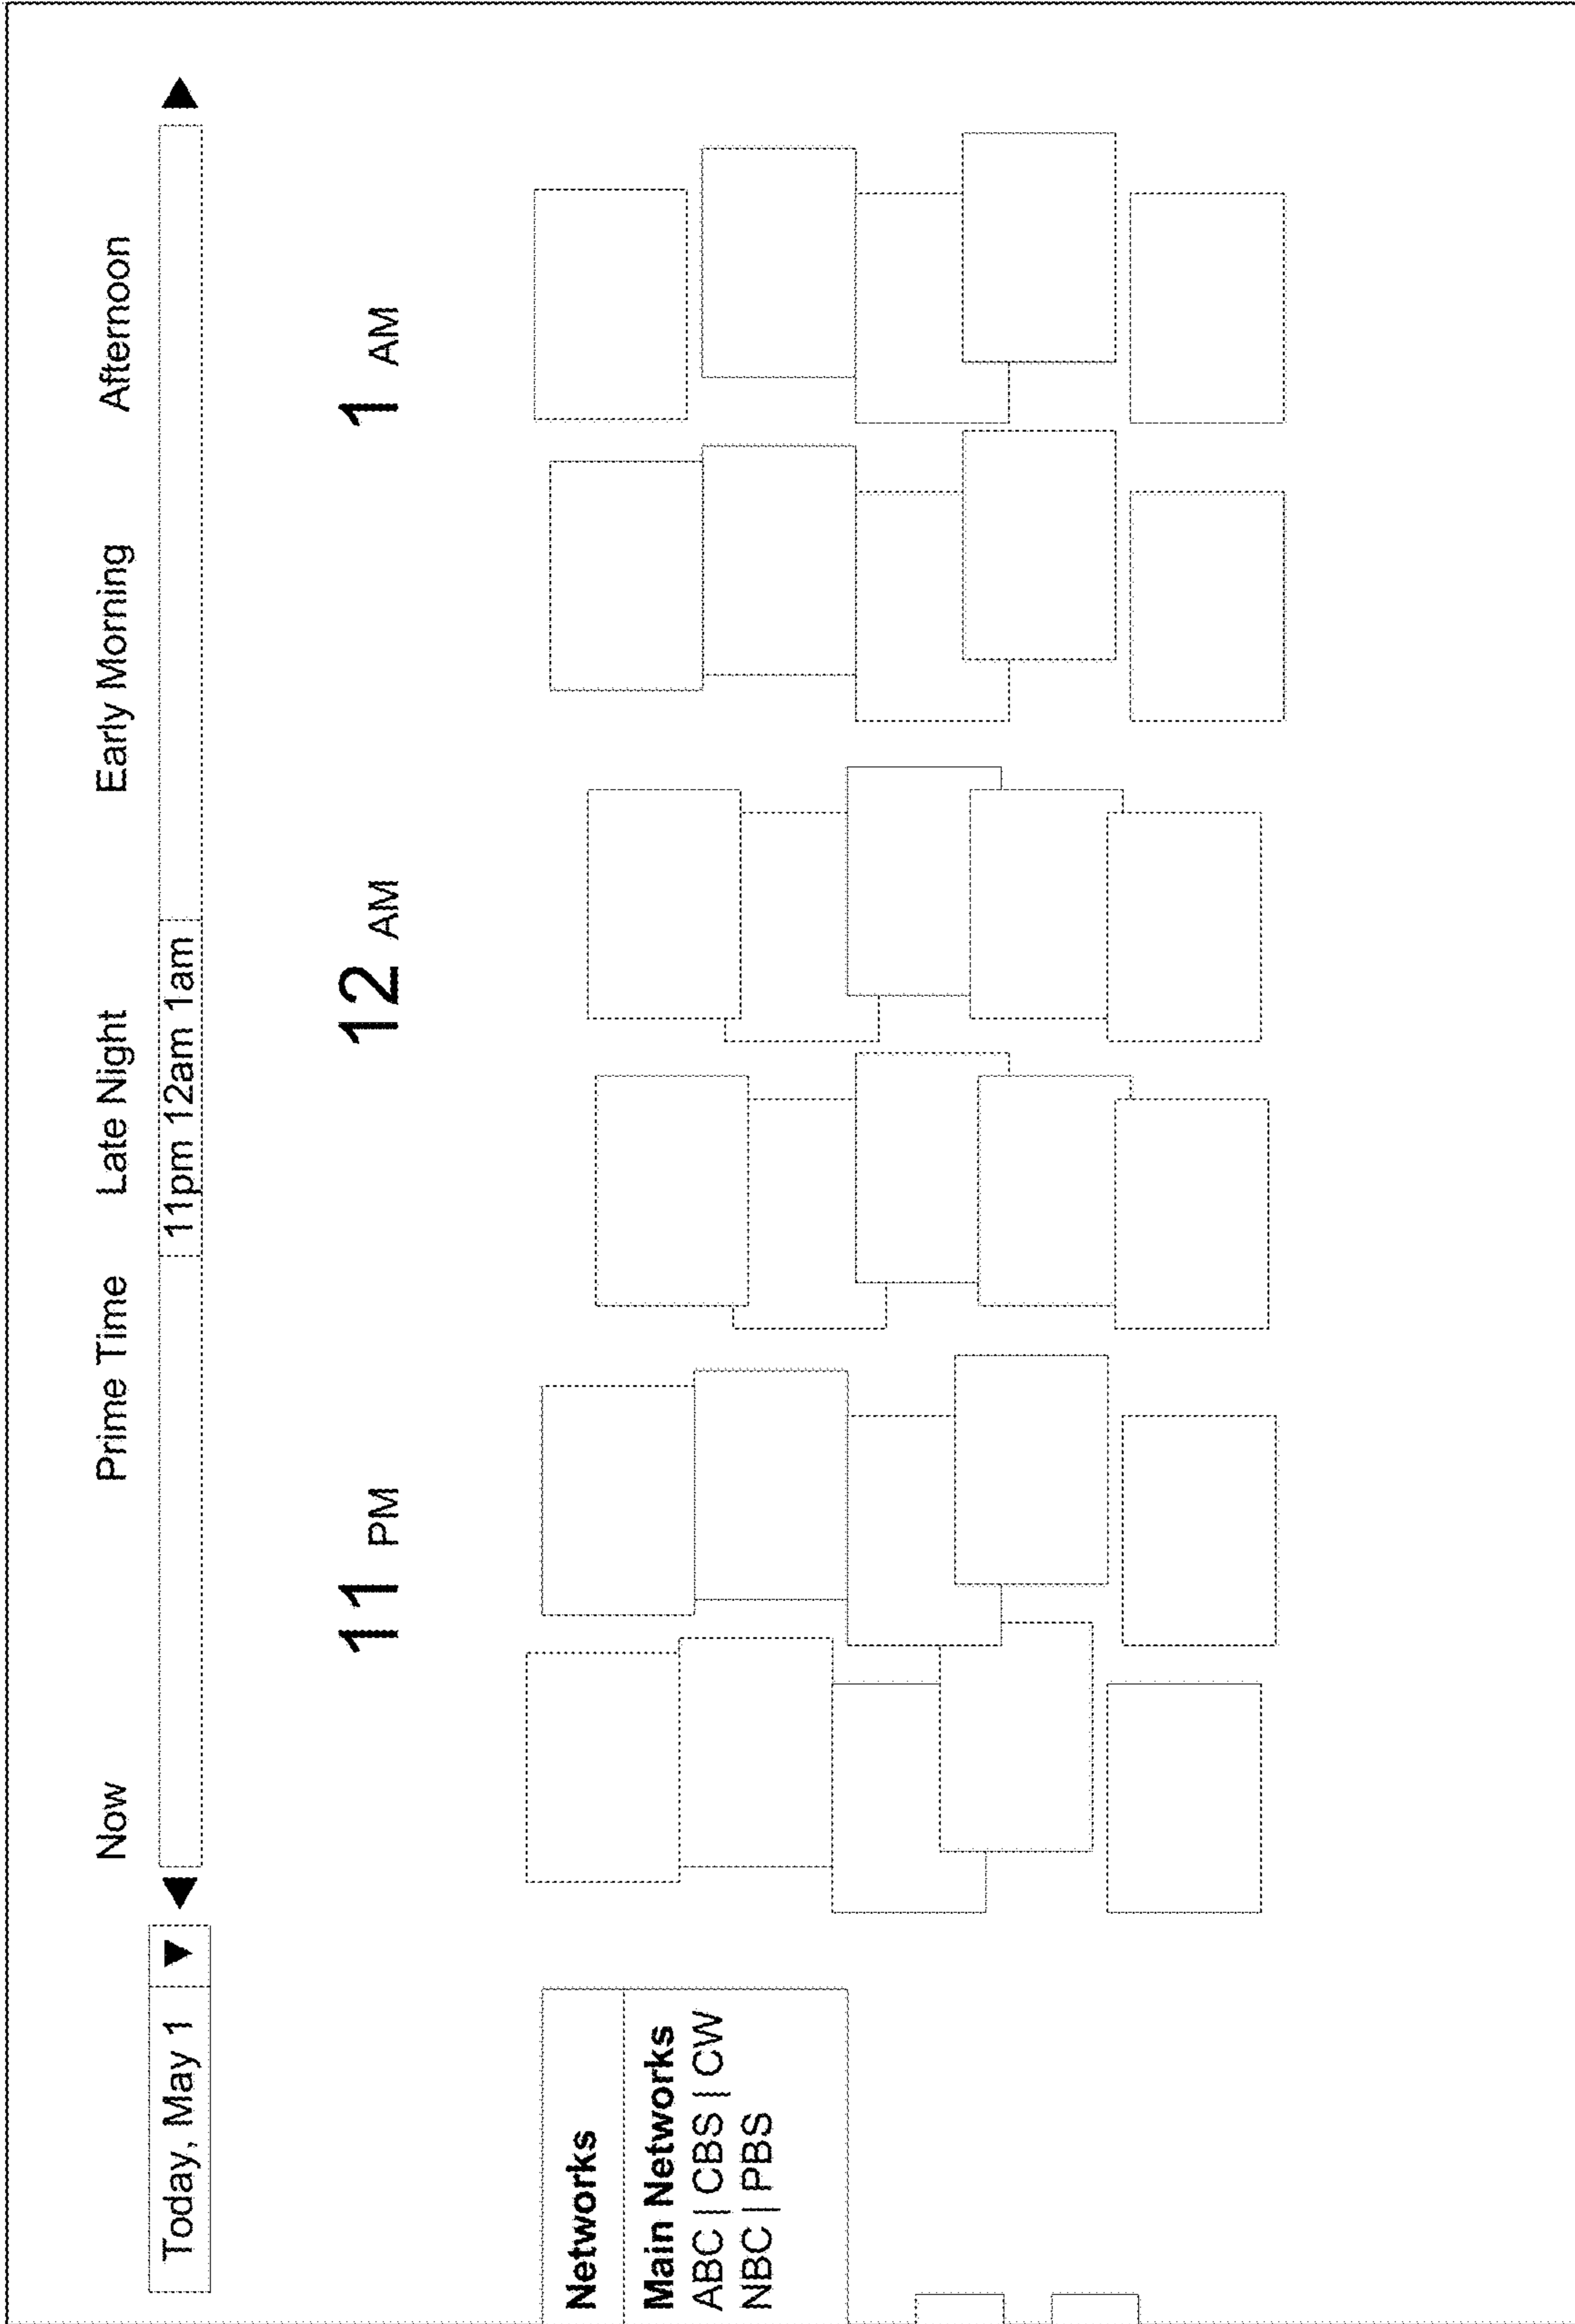 Now Prime Time Late Night Early Morning Afternoon
Today, May 1 11pm 12am 1am
11 PM 12 AM 1 AM
Networks
Main Networks
ABC | CBS | CW
NBC | PBS